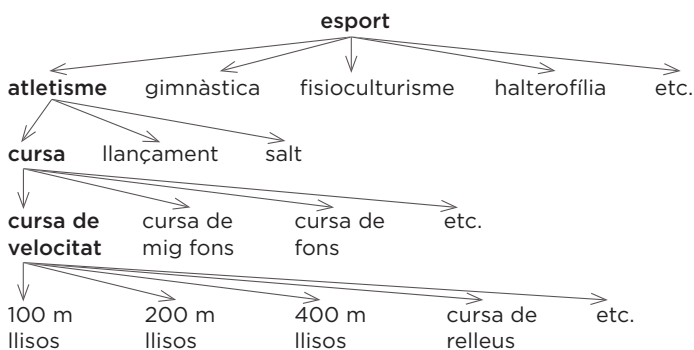 esport
atletisme gimnàstica fisioculturisme halterofília etc.
cursa llançament salt
cursa de velocitat cursa de mig fons cursa de fons etc.
100 m llisos 200 m llisos 400 m llisos cursa de relleus etc.